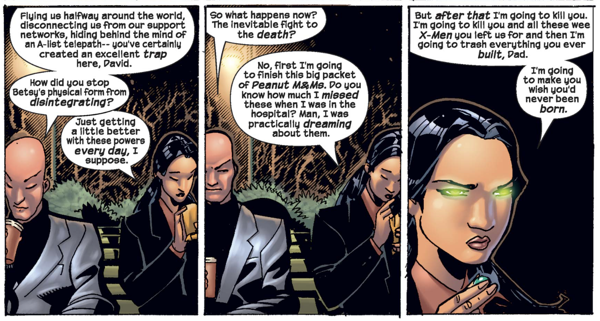 Flying us halfway around the world,
disconnecting us from our support
networks, hiding behind the mind of
an A-list telepath-- you've certainly
created an excellent trap
here, David.
How did you stop
Betsy's physical form from
disintegrating?
Just getting
a little better
with these powers
every day, I
suppose.
So what happens now?
The inevitable fight to
the death?
No, first I'm going
to finish this big packet
of Peanut M&Ms. Do you
know how much I missed
these when I was in the
hospital? Man, I was
practically dreaming
about them.
But after that I'm going to kill you.
I'm going to kill you and all these wee
X-Men you left us for and then I'm
going to trash everything you ever
built, Dad.
I'm going
to make you
wish you'd
never been
born.